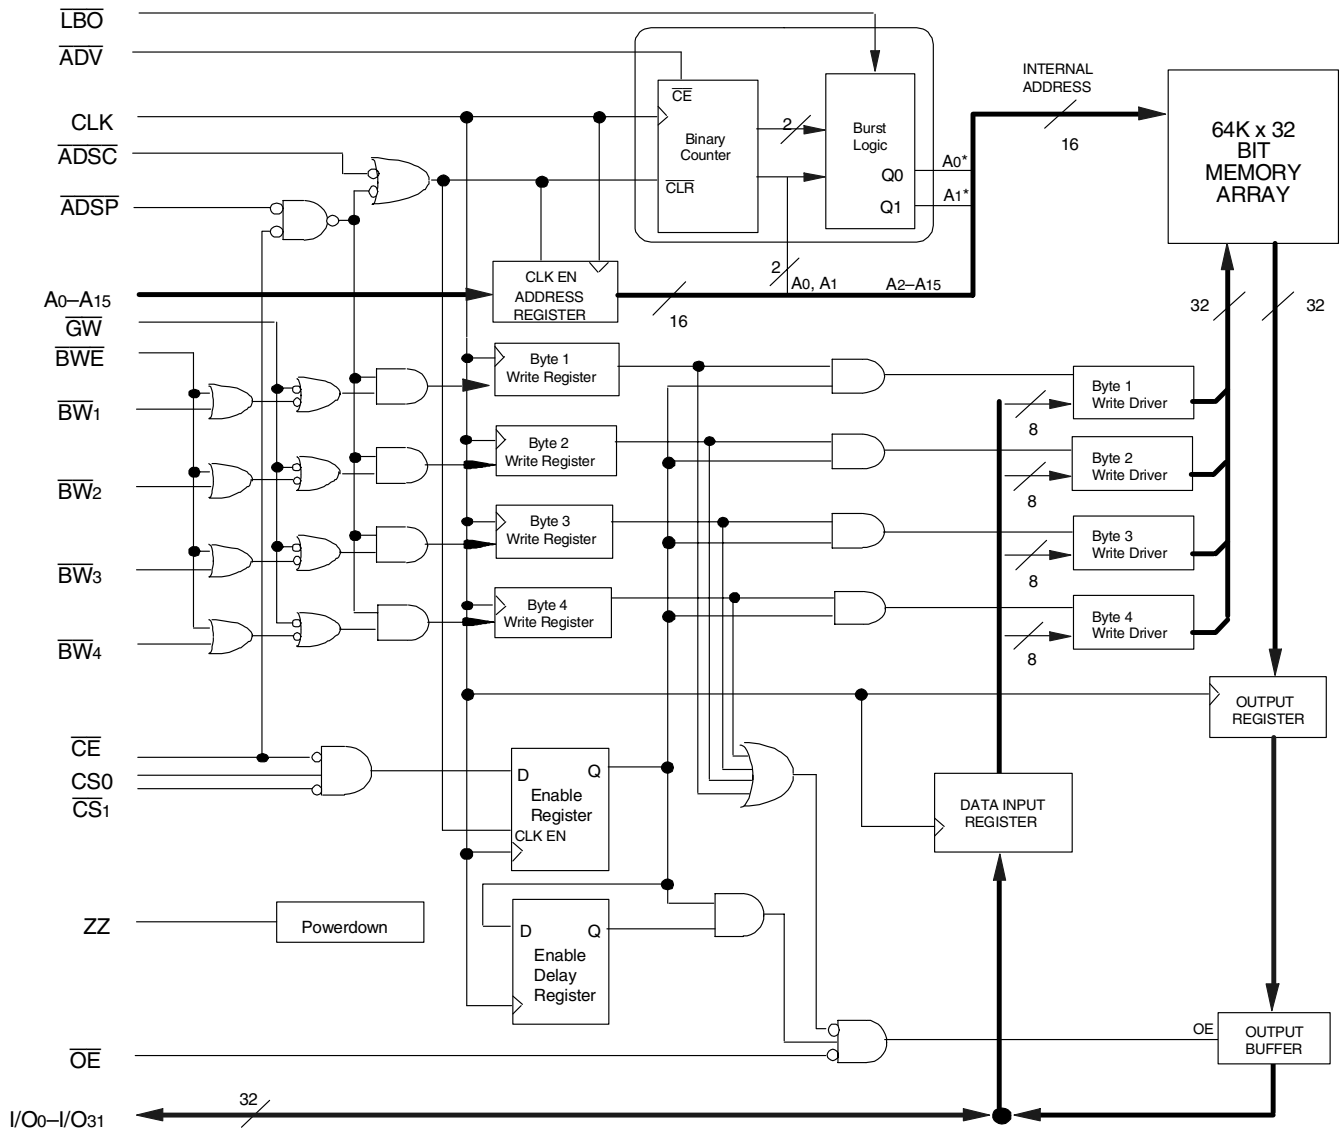 LBO
ADV
CLK
ADSC
ADSP
A0–A15
GW
BWE
BW1
BW2
BW3
BW4
CE
CS0
CS1
ZZ
OE
I/O0–I/O31
32
CE
Binary
Counter
CLR
2
Burst
Logic
Q0
Q1
A0*
A1*
INTERNAL
ADDRESS
16
64K x 32
BIT
MEMORY
ARRAY
CLK EN
ADDRESS
REGISTER
16
2
A0, A1
A2–A15
32
32
Byte 1
Write Register
Byte 2
Write Register
Byte 3
Write Register
Byte 4
Write Register
8
Byte 1
Write Driver
8
Byte 2
Write Driver
8
Byte 3
Write Driver
8
Byte 4
Write Driver
OUTPUT
REGISTER
D
Q
Enable
Register
CLK EN
DATA INPUT
REGISTER
Powerdown
D
Q
Enable
Delay
Register
OE
OUTPUT
BUFFER